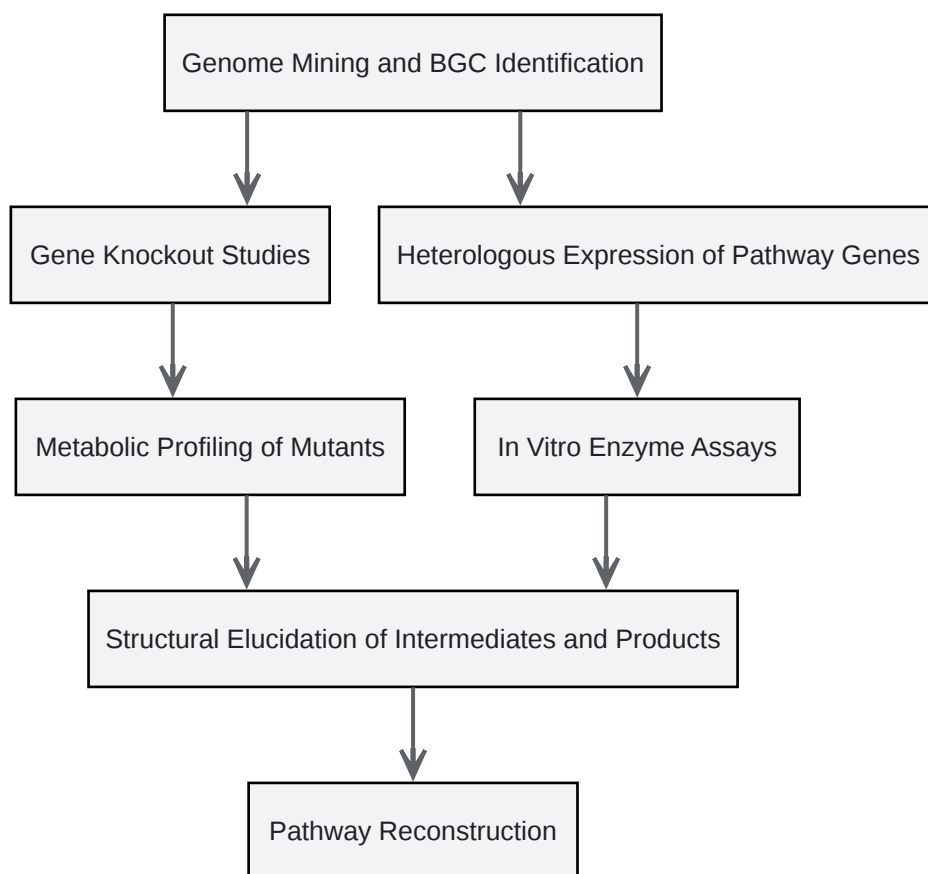 Genome Mining and BGC Identification
Gene Knockout Studies
Heterologous Expression of Pathway Genes
Metabolic Profiling of Mutants
In Vitro Enzyme Assays
Structural Elucidation of Intermediates and Products
Pathway Reconstruction